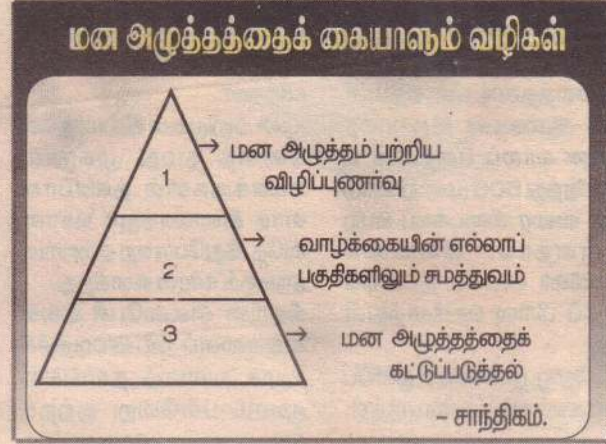 மன அழுத்தத்தைக் கையாளும் வழிகள்
1
மன அழுத்தம் பற்றிய
விழிப்புணர்வு
2
வாழ்க்கையின் எல்லாப்
பகுதிகளிலும் சமத்துவம்
3
மன அழுத்தத்தைக்
கட்டுப்படுத்தல்
– சாந்திகம்.